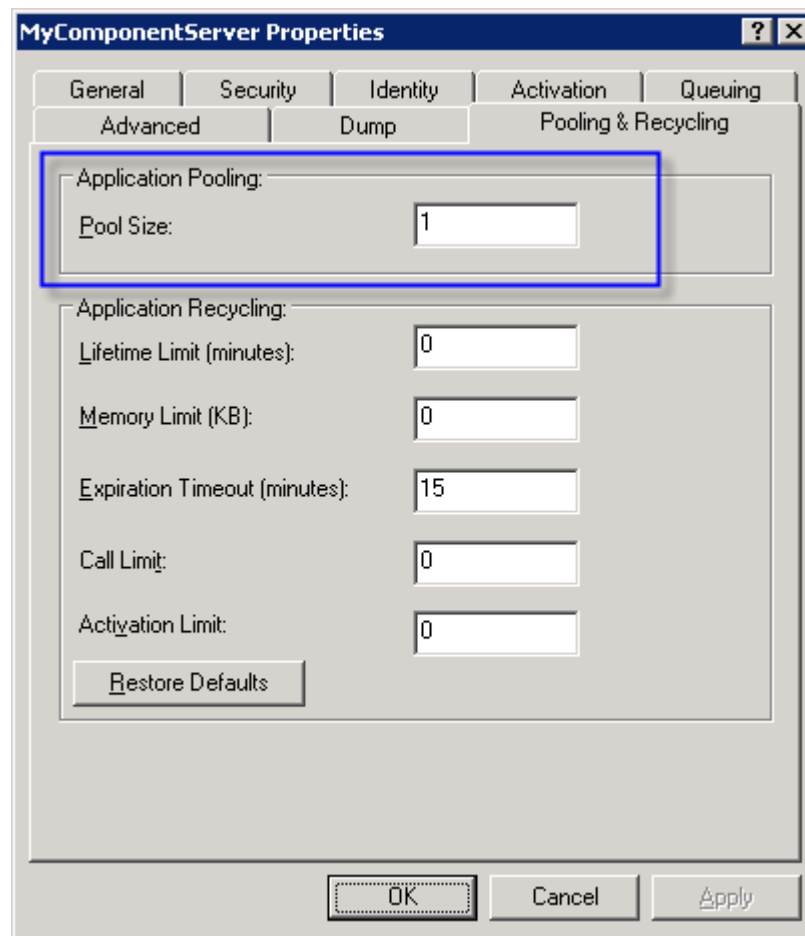 MyComponentServer Properties
? X
General Security Identity Activation Queuing
Advanced Dump Pooling & Recycling
Application Pooling:
Pool Size: 1
Application Recycling:
Lifetime Limit (minutes): 0
Memory Limit (KB): 0
Expiration Timeout (minutes): 15
Call Limit: 0
Activation Limit: 0
Restore Defaults
OK Cancel Apply